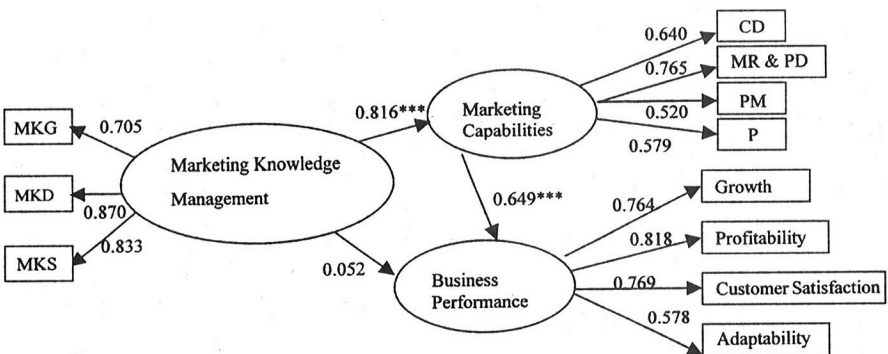 CD
0.640
MR & PD
0.765
PM
0.520
P
0.579
0.816***
Marketing
Capabilities
MKG
0.705
Marketing Knowledge
Management
MKD
0.870
MKS
0.833
0.649***
0.052
Business
Performance
Growth
0.764
Profitability
0.818
Customer Satisfaction
0.769
Adaptability
0.578